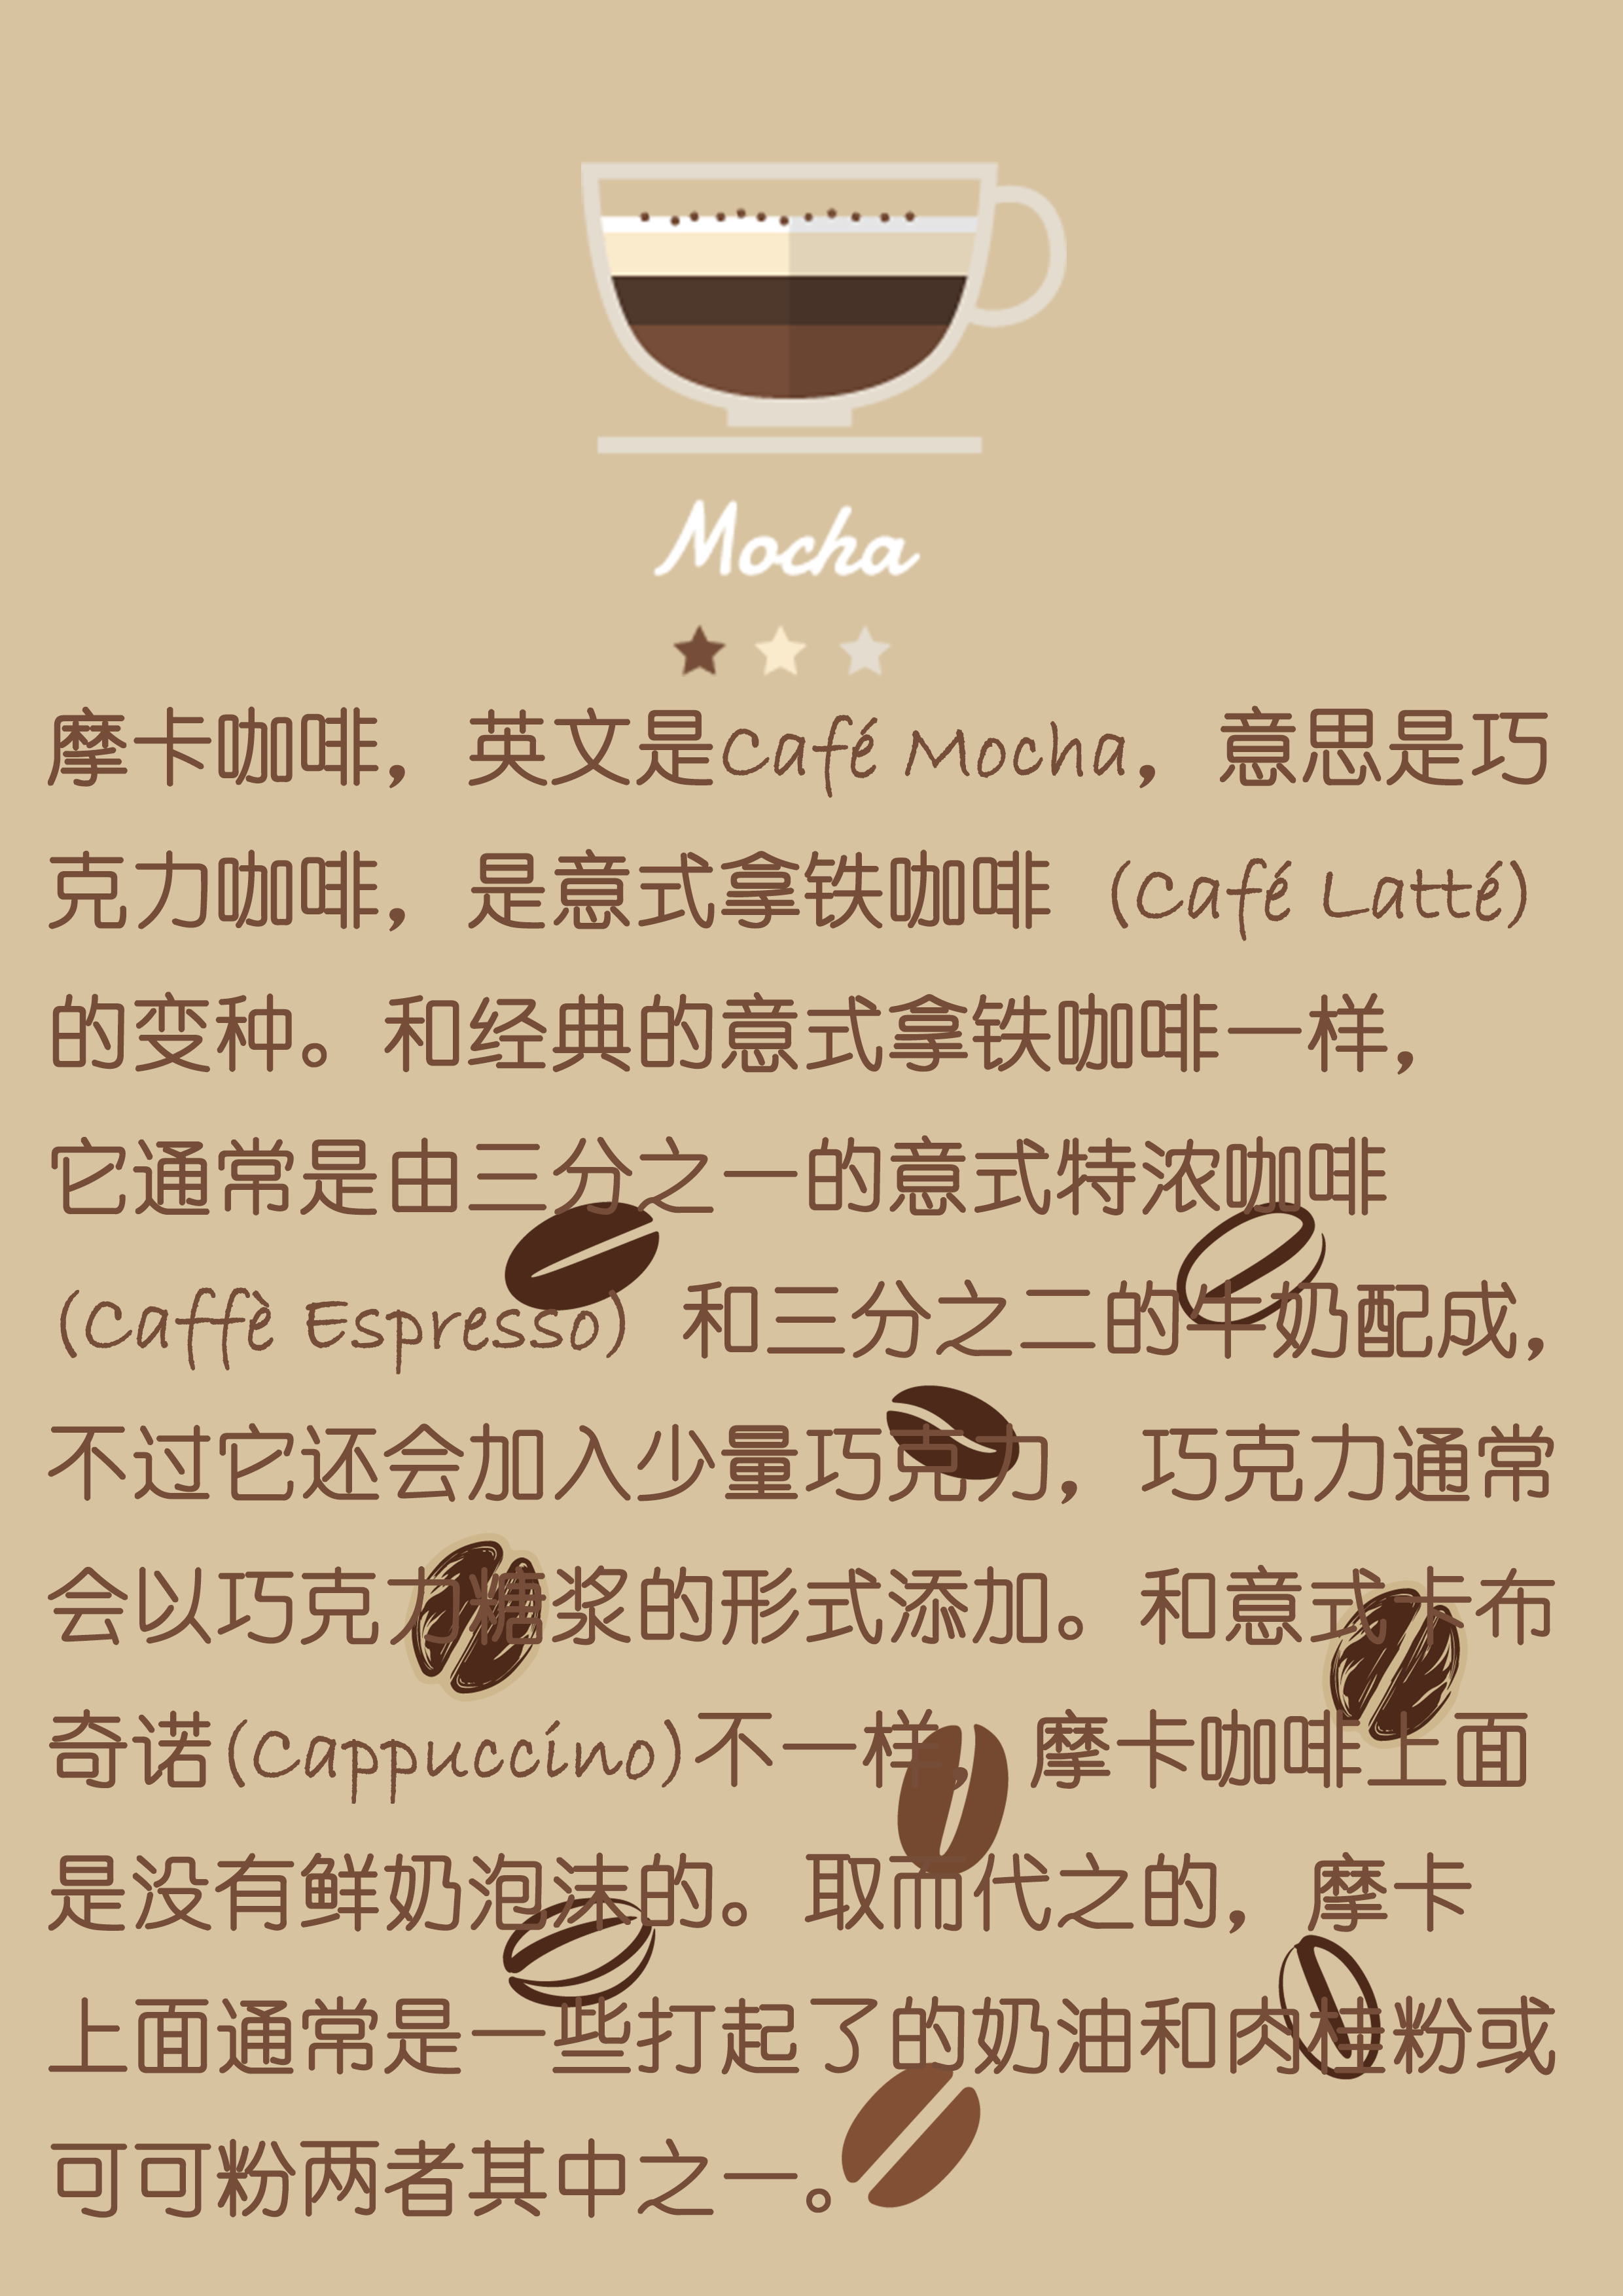 Mocha
摩卡咖啡，英文是Café Mocha，意思是巧
克力咖啡，是意式拿铁咖啡 (Café Latté)
的变种。和经典的意式拿铁咖啡一样，
它通常是由三分之一的意式特浓咖啡
(Caffè Espresso) 和三分之二的牛奶配成，
不过它还会加入少量巧克力，巧克力通常
会以巧克力糖浆的形式添加。和意式卡布
奇诺(Cappuccino)不一样，摩卡咖啡上面
是没有鲜奶泡沫的。取而代之的，摩卡
上面通常是一些打起了的奶油和肉桂粉或
可可粉两者其中之一。